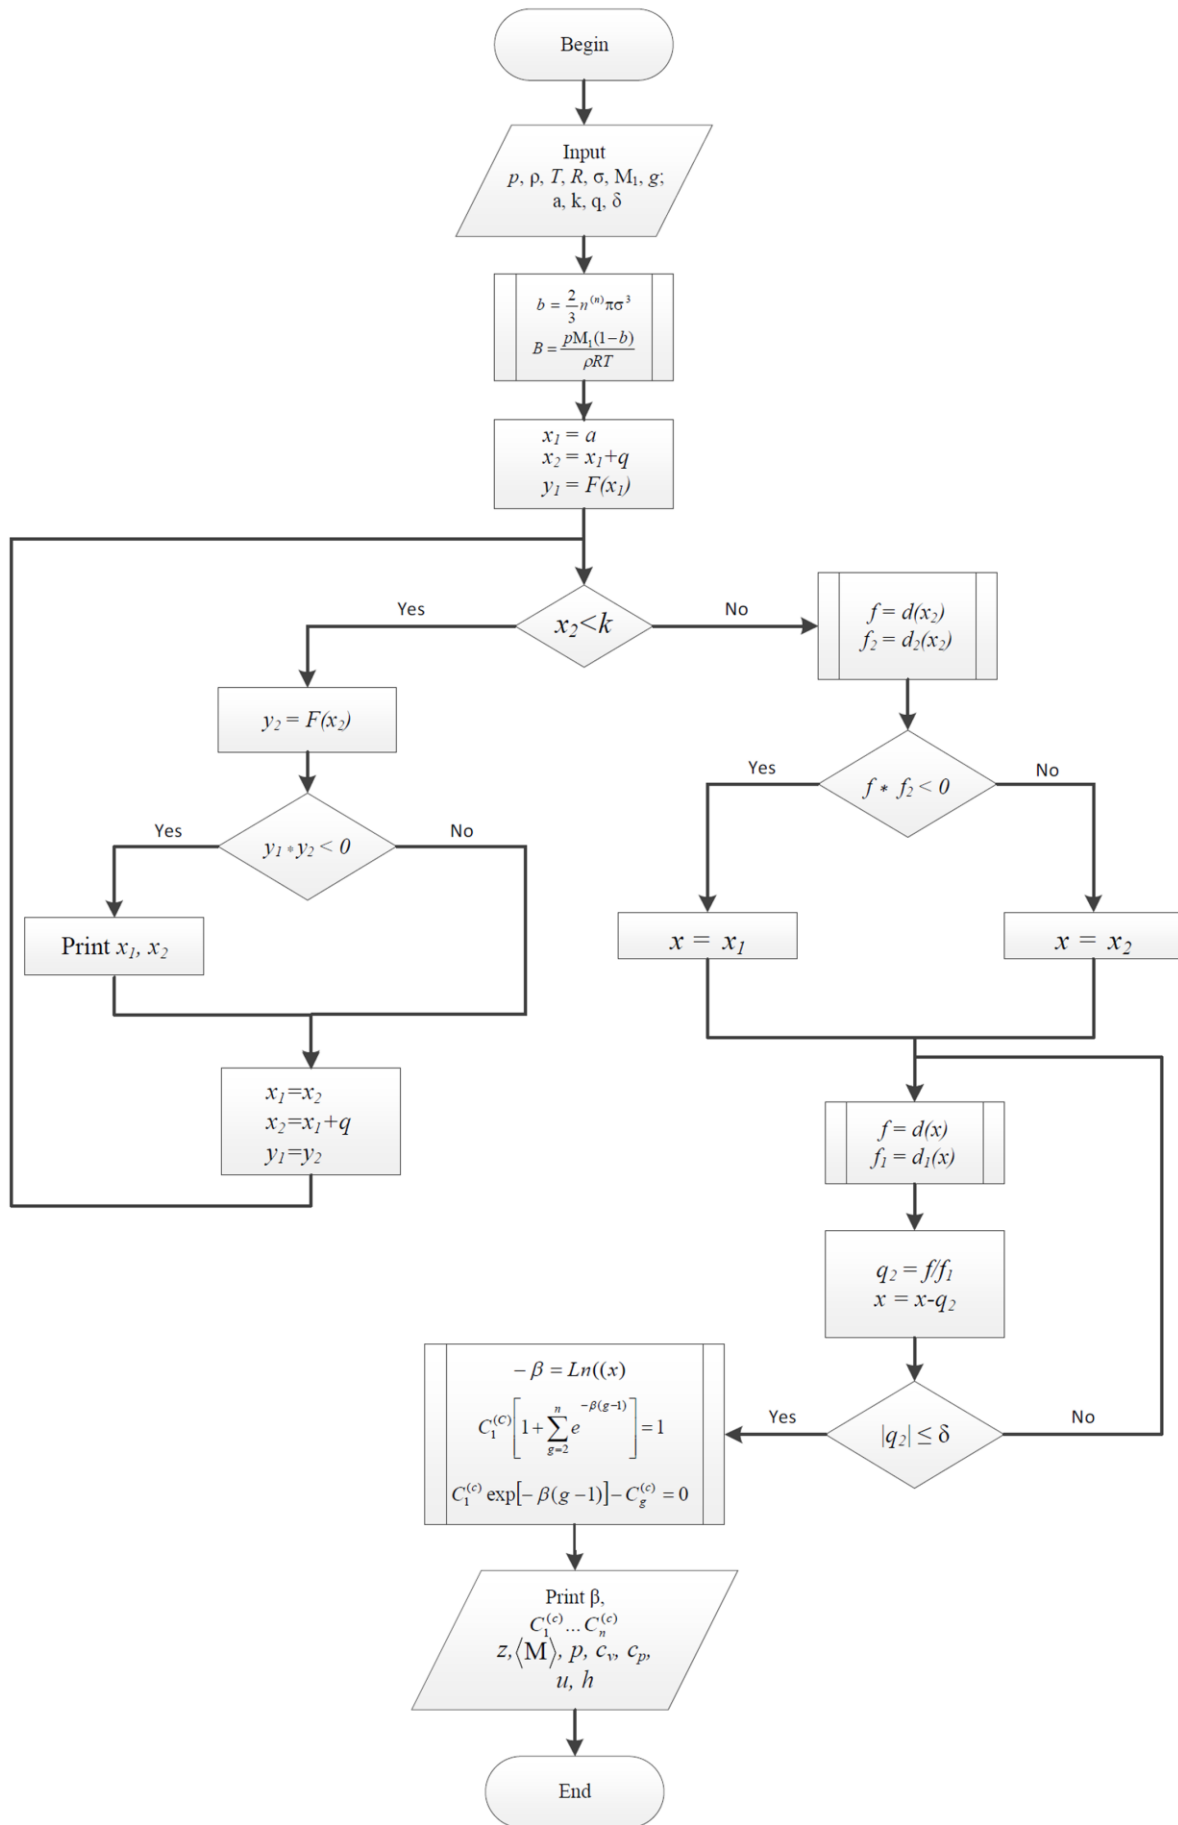 Begin
Input
p, ρ, T, R, σ, M₁, g;
a, k, q, δ
b = 2/3 n⁽ⁿ⁾πσ³
B = pM₁(1−b)/ρRT
x₁ = a
x₂ = x₁+q
y₁ = F(x₁)
x₂<k
Yes
No
y₂ = F(x₂)
y₁ * y₂ < 0
Yes
No
Print x₁, x₂
x₁=x₂
x₂=x₁+q
y₁=y₂
f = d(x₂)
f₂ = d₂(x₂)
f * f₂ < 0
Yes
No
x = x₁
x = x₂
f = d(x)
f₁ = d₁(x)
q₂ = f/f₁
x = x-q₂
|q₂| ≤ δ
Yes
No
− β = Ln((x)
C₁^(C)[1+∑_{g=2}^{n} e^{−β(g−1)}]=1
C₁^(c) exp[− β(g −1)]− C_g^(c) = 0
Print β,
C₁^(c)... Cₙ^(c)
z,⟨M⟩, p, cᵥ, cₚ,
u, h
End